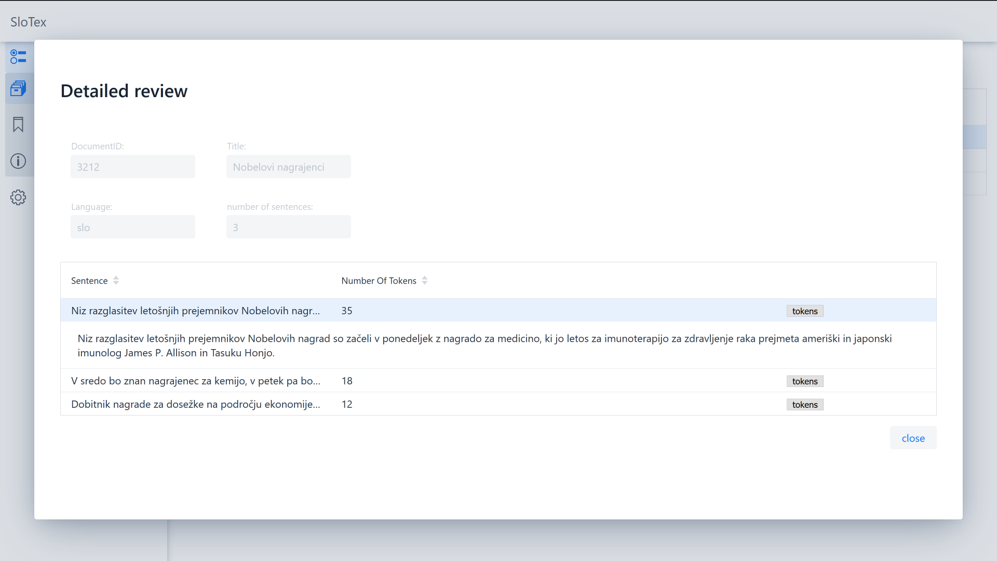 SloTex
Detailed review
DocumentID:
Title:
3212
Nobelovi nagrajenci
Language:
number of sentences:
slo
3
Sentence
Number Of Tokens
Niz razglasitev letošnjih prejemnikov Nobelovih nagr...
35
tokens
Niz razglasitev letošnjih prejemnikov Nobelovih nagrad so začeli v ponedeljek z nagrado za medicino, ki jo letos za imunoterapijo za zdravljenje raka prejmeta ameriški in japonski
imunolog James P. Allison in Tasuku Honjo.
V sredo bo znan nagrajenec za kemijo, v petek pa bo...
18
tokens
Dobitnik nagrade za dosežke na področju ekonomije...
12
tokens
close